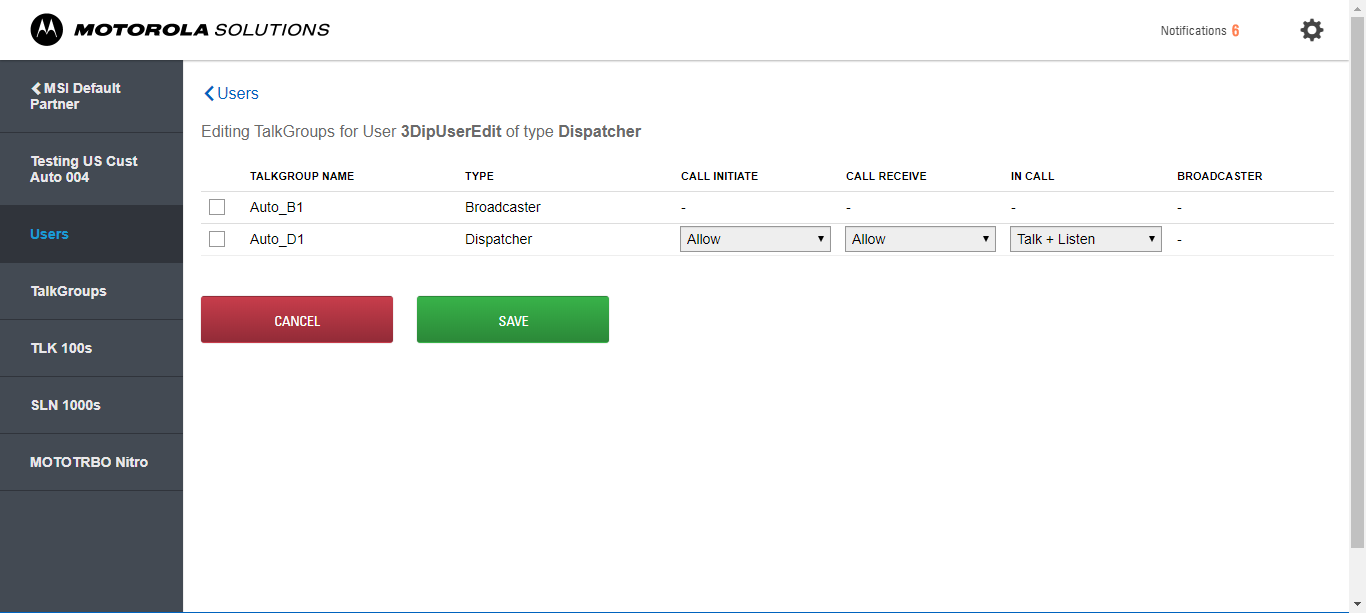 MOTOROLA SOLUTIONS
Notifications 6
MSI Default
Partner
Testing US Cust
Auto 004
Users
TalkGroups
TLK 100s
SLN 1000s
MOTOTRBO Nitro
Users
Editing TalkGroups for User 3DipUserEdit of type Dispatcher
TALKGROUP NAME TYPE CALL INITIATE CALL RECEIVE IN CALL BROADCASTER
Auto_B1 Broadcaster - - - -
Auto_D1 Dispatcher Allow Allow Talk + Listen -
CANCEL SAVE